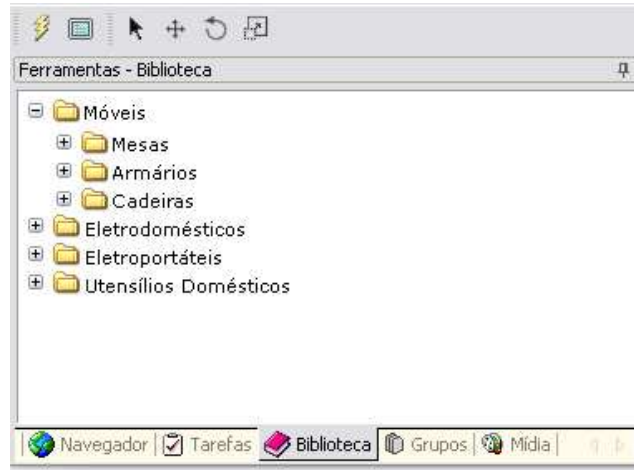 Ferramentas - Biblioteca
Móveis
Mesas
Armários
Cadeiras
Eletrodomésticos
Eletroportáteis
Utensílios Domésticos
Navegador Tarefas Biblioteca Grupos Mídia